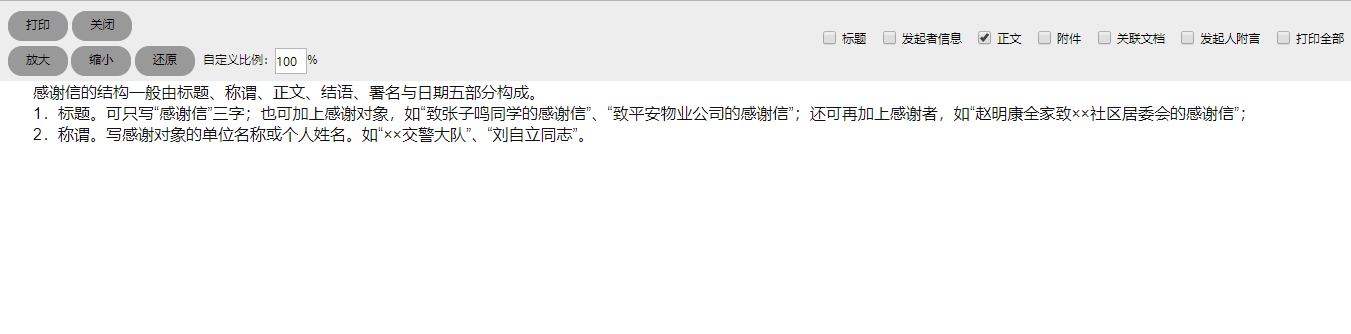 打印 关闭
标题 发起者信息 正文 附件 关联文档 发起人附言 打印全部
放大 缩小 还原 自定义比例: 100 %
感谢信的结构一般由标题、称谓、正文、结语、署名与日期五部分构成。
1．标题。可只写“感谢信”三字；也可加上感谢对象，如“致张子鸣同学的感谢信”、“致平安物业公司的感谢信”；还可再加上感谢者，如“赵明康全家致××社区居委会的感谢信”；
2．称谓。写感谢对象的单位名称或个人姓名。如“××交警大队”、“刘自立同志”。